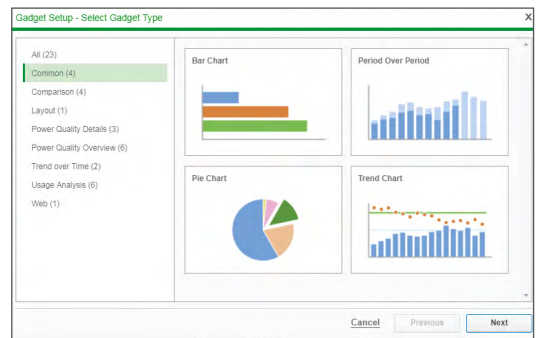 Gadget Setup - Select Gadget Type X
All (23)
Common (4)
Comparison (4)
Layout (1)
Power Quality Details (3)
Power Quality Overview (6)
Trend over Time (2)
Usage Analysis (6)
Web (1)
Bar Chart
Period Over Period
Pie Chart
Trend Chart
Cancel Previous Next